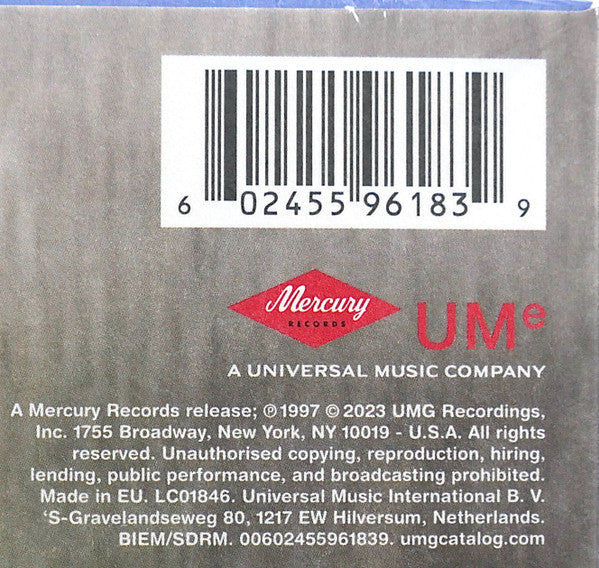 6 02455 96183 9
Mercury
RECORDS
UMe
A UNIVERSAL MUSIC COMPANY
A Mercury Records release; ℗1997 © 2023 UMG Recordings,
Inc. 1755 Broadway, New York, NY 10019 - U.S.A. All rights
reserved. Unauthorised copying, reproduction, hiring,
lending, public performance, and broadcasting prohibited.
Made in EU. LC01846. Universal Music International B. V.
‘S-Gravelandseweg 80, 1217 EW Hilversum, Netherlands.
BIEM/SDRM. 00602455961839. umgcatalog.com